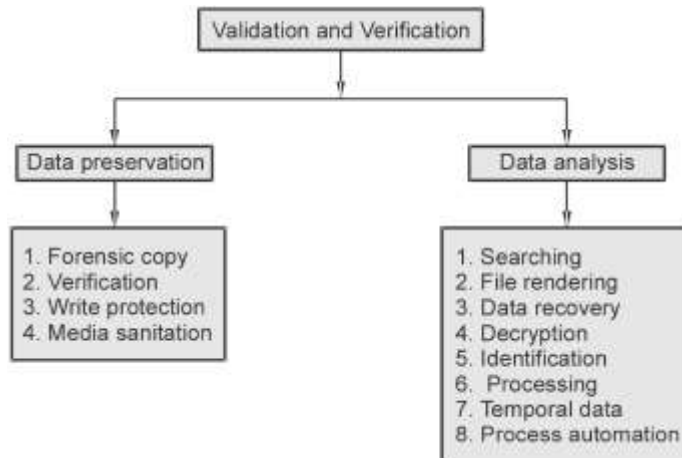 Validation and Verification
Data preservation
Data analysis
1. Forensic copy
2. Verification
3. Write protection
4. Media sanitation
1. Searching
2. File rendering
3. Data recovery
4. Decryption
5. Identification
6. Processing
7. Temporal data
8. Process automation